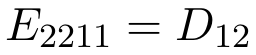 E_{2211} = D_{12}